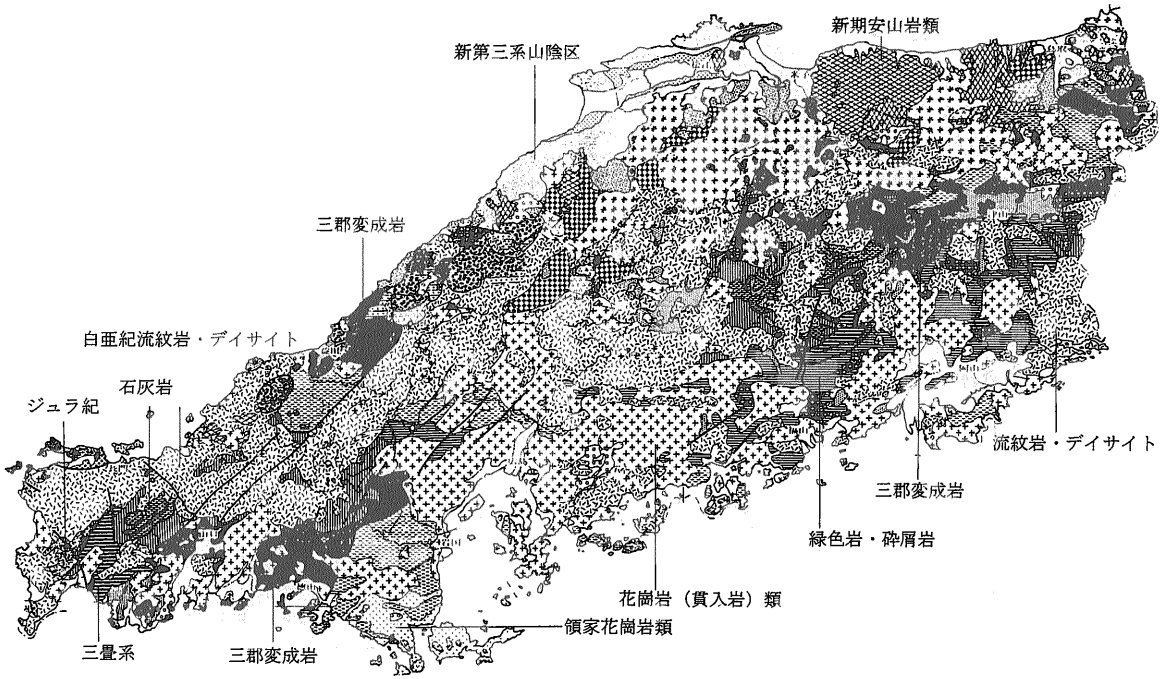 新期安山岩類
新第三系山陰区
三郡変成岩
白亜紀流紋岩・デイサイト
石灰岩
ジュラ紀
流紋岩・デイサイト
三郡変成岩
緑色岩・砕屑岩
花崗岩（貫入岩）類
領家花崗岩類
三畳系
三郡変成岩